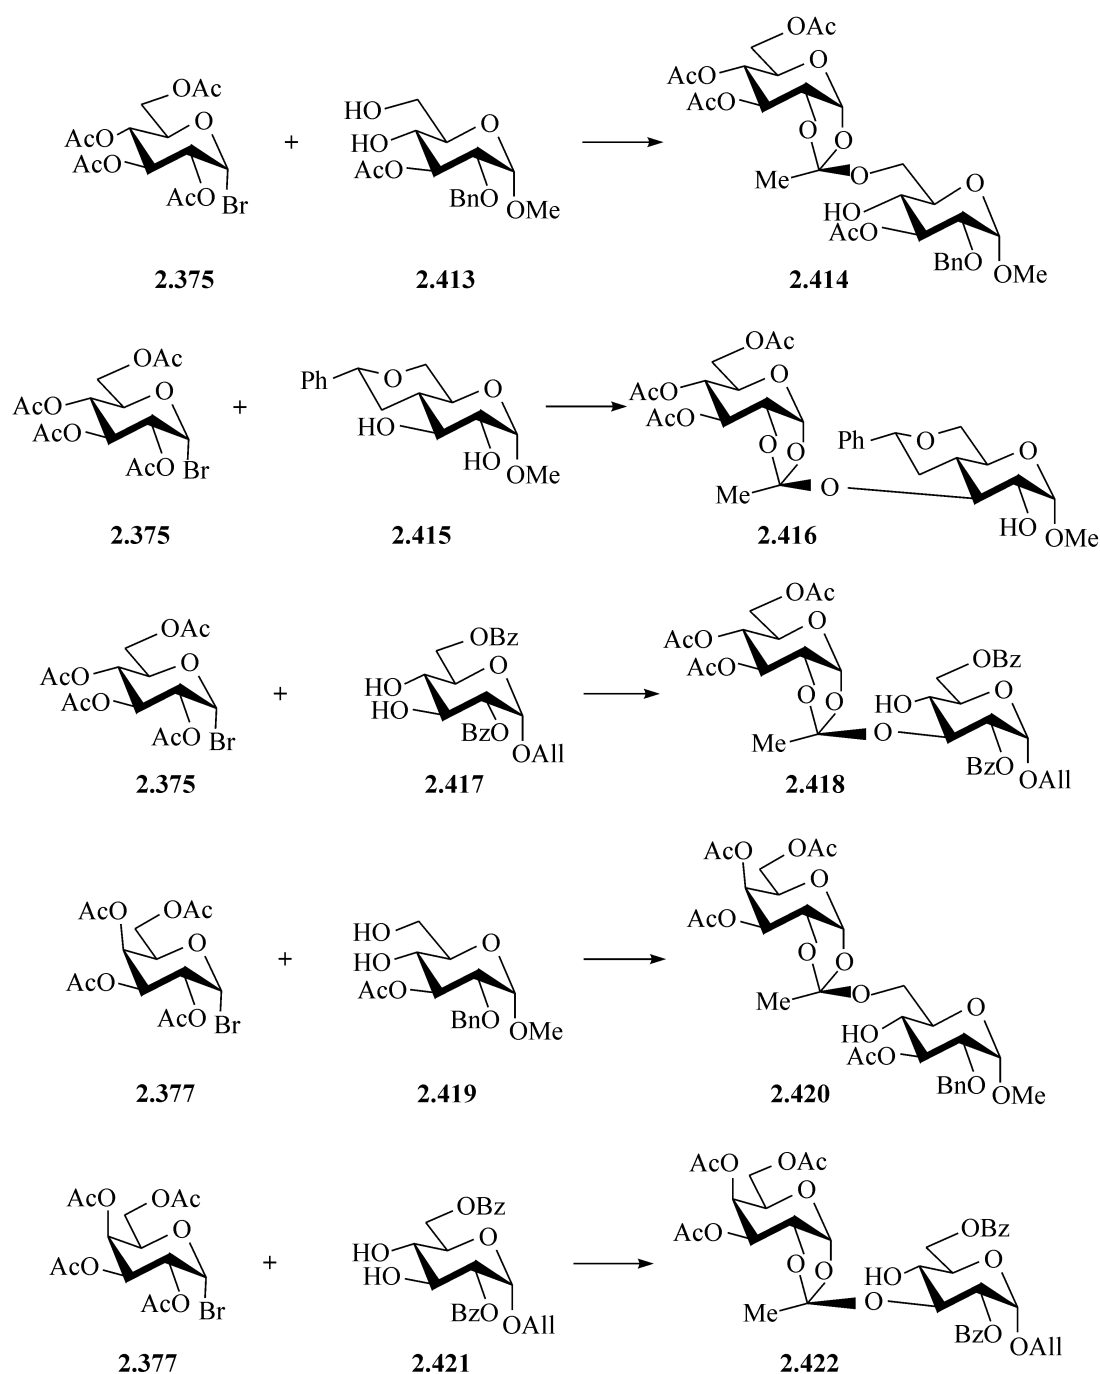 OAc
O
AcO
AcO
AcO
Br
+
HO
HO
AcO
O
BnO
OMe
OAc
O
AcO
AcO
O
O
Me
O
O
HO
AcO
BnO
OMe
2.375
2.413
2.414
OAc
O
AcO
AcO
AcO
Br
+
Ph
O
O
HO
HO
OMe
OAc
O
AcO
AcO
O
O
Me
O
Ph
O
O
HO
OMe
2.375
2.415
2.416
OAc
O
AcO
AcO
AcO
Br
+
OBz
O
HO
HO
BzO
OAll
OAc
O
AcO
AcO
O
O
Me
O
OBz
HO
O
BzO
OAll
2.375
2.417
2.418
AcO
OAc
O
AcO
AcO
Br
+
HO
HO
AcO
O
BnO
OMe
AcO
OAc
O
AcO
O
O
Me
O
O
HO
AcO
BnO
OMe
2.377
2.419
2.420
AcO
OAc
O
AcO
AcO
Br
+
OBz
O
HO
HO
BzO
OAll
AcO
OAc
O
AcO
O
O
Me
O
OBz
HO
O
BzO
OAll
2.377
2.421
2.422